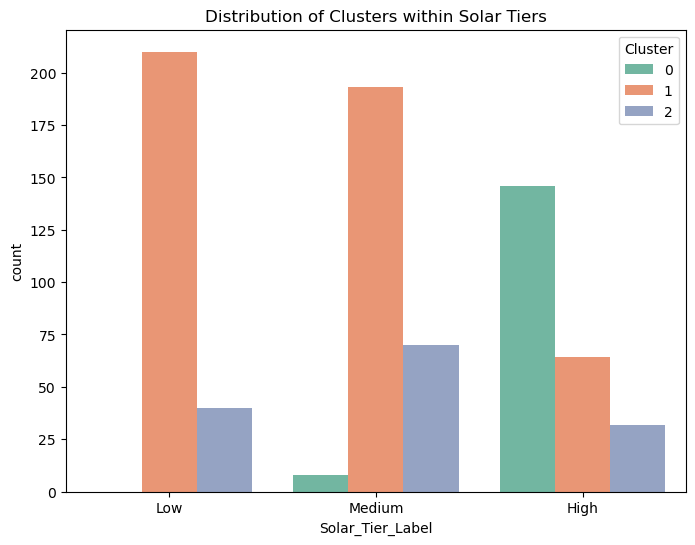 Distribution of Clusters within Solar Tiers
Cluster
0
1
2
200
175
150
125
100
75
50
25
0
count
Low
Medium
High
Solar_Tier_Label